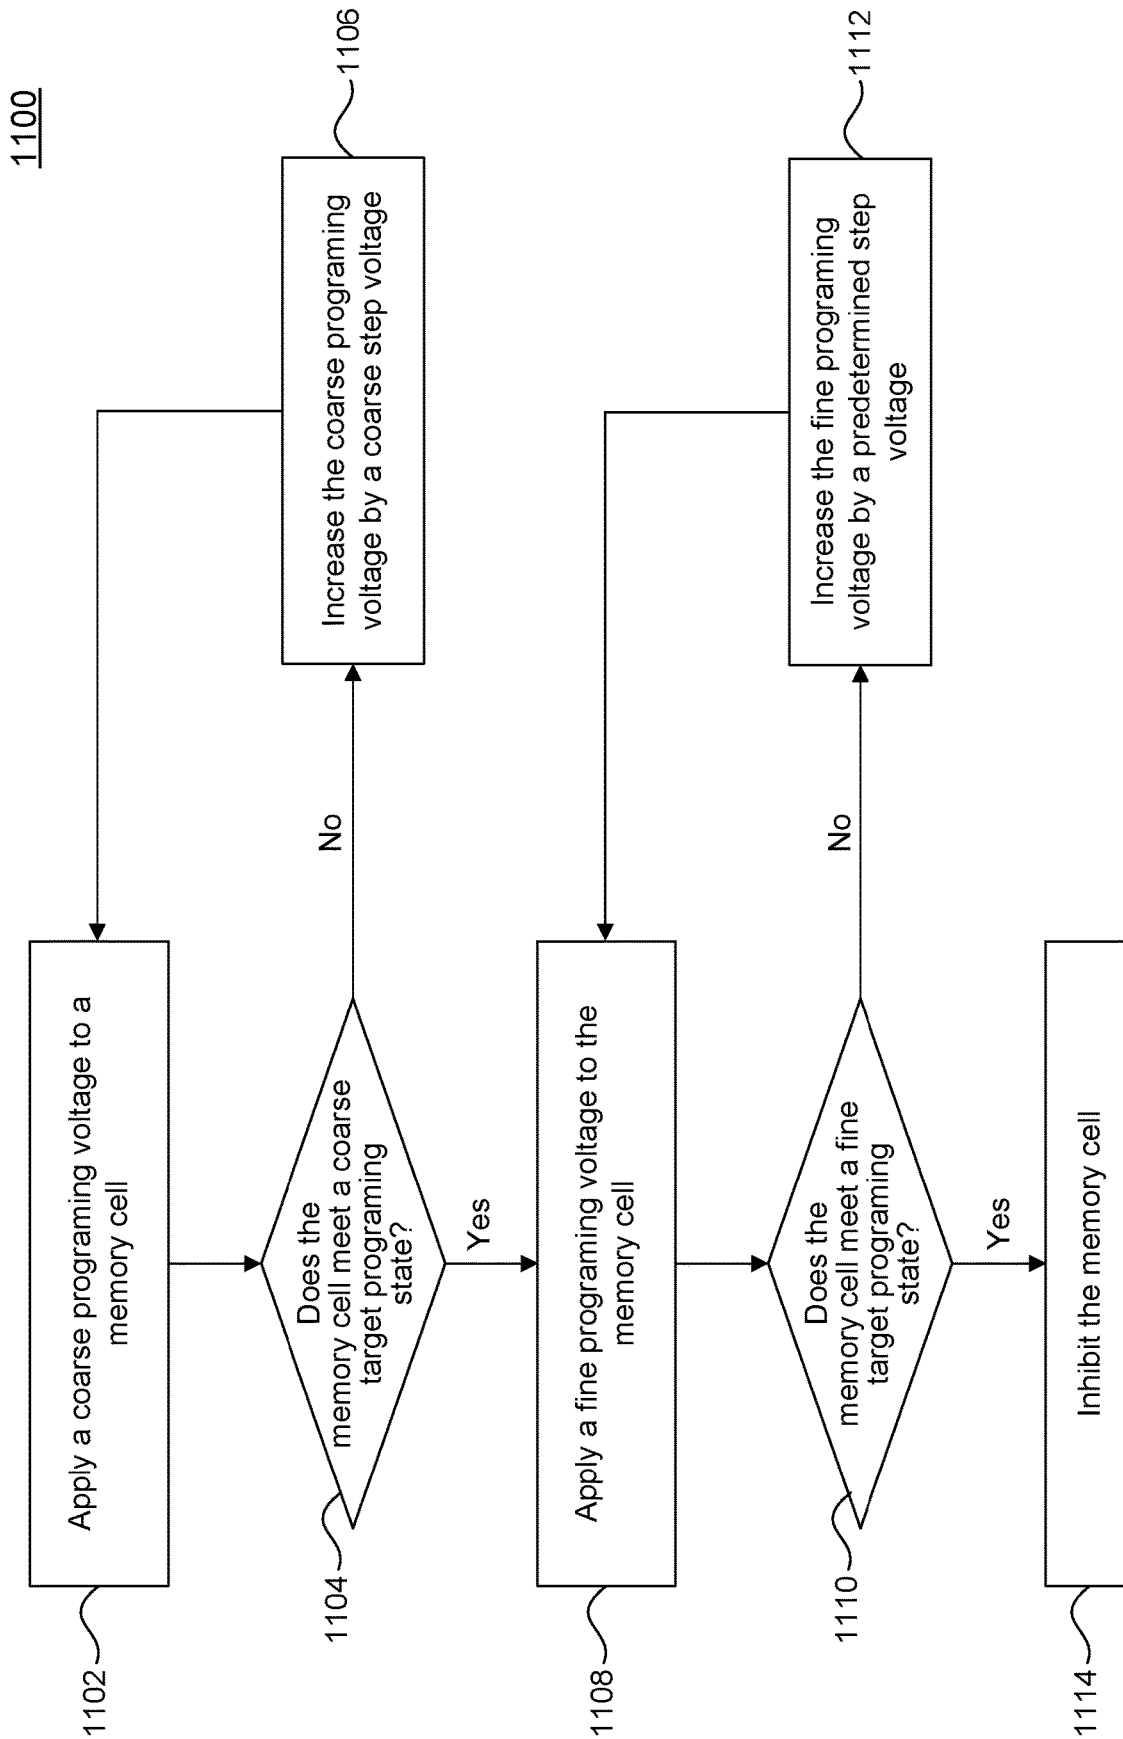 1100
1102
Apply a coarse programing voltage to a
memory cell
1104
Does the
memory cell meet a coarse
target programing
state?
No
1106
Increase the coarse programing
voltage by a coarse step voltage
Yes
1108
Apply a fine programing voltage to the
memory cell
1110
Does the
memory cell meet a fine
target programing
state?
No
1112
Increase the fine programing
voltage by a predetermined step
voltage
Yes
1114
Inhibit the memory cell